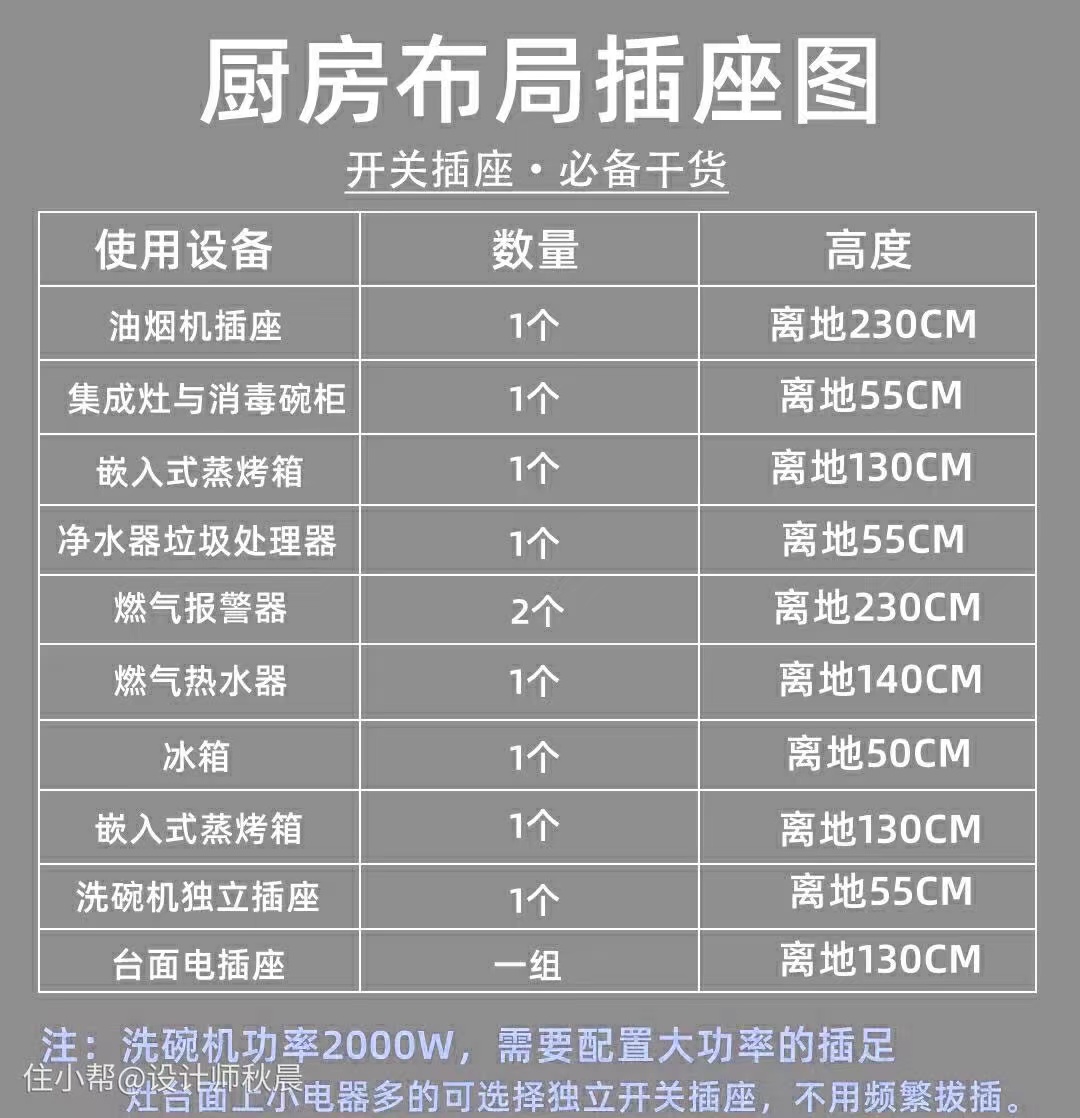 厨房布局插座图
开关插座·必备干货
使用设备 数量 高度
油烟机插座 1个 离地230CM
集成灶与消毒碗柜 1个 离地55CM
嵌入式蒸烤箱 1个 离地130CM
净水器垃圾处理器 1个 离地55CM
燃气报警器 2个 离地230CM
燃气热水器 1个 离地140CM
冰箱 1个 离地50CM
嵌入式蒸烤箱 1个 离地130CM
洗碗机独立插座 1个 离地55CM
台面电插座 一组 离地130CM
注：洗碗机功率2000W，需要配置大功率的插足
住小帮@设计师秋晨
灶台面上小电器多的可选择独立开关插座，不用频繁拔插。